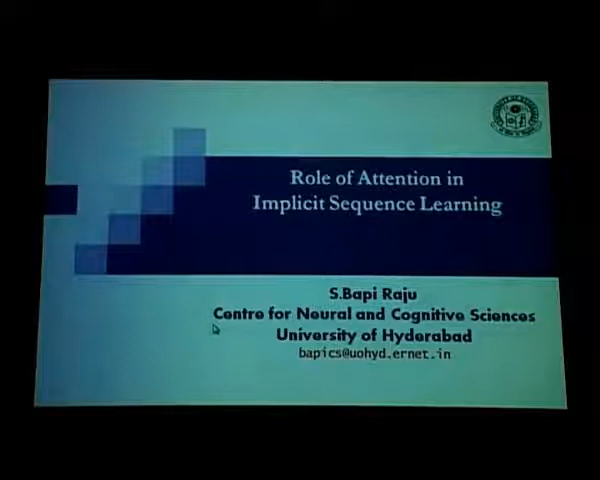 Role of Attention in
Implicit Sequence Learning
S.Bapi Raju
Centre for Neural and Cognitive Sciences
University of Hyderabad
bapics@uohyd.ernet.in